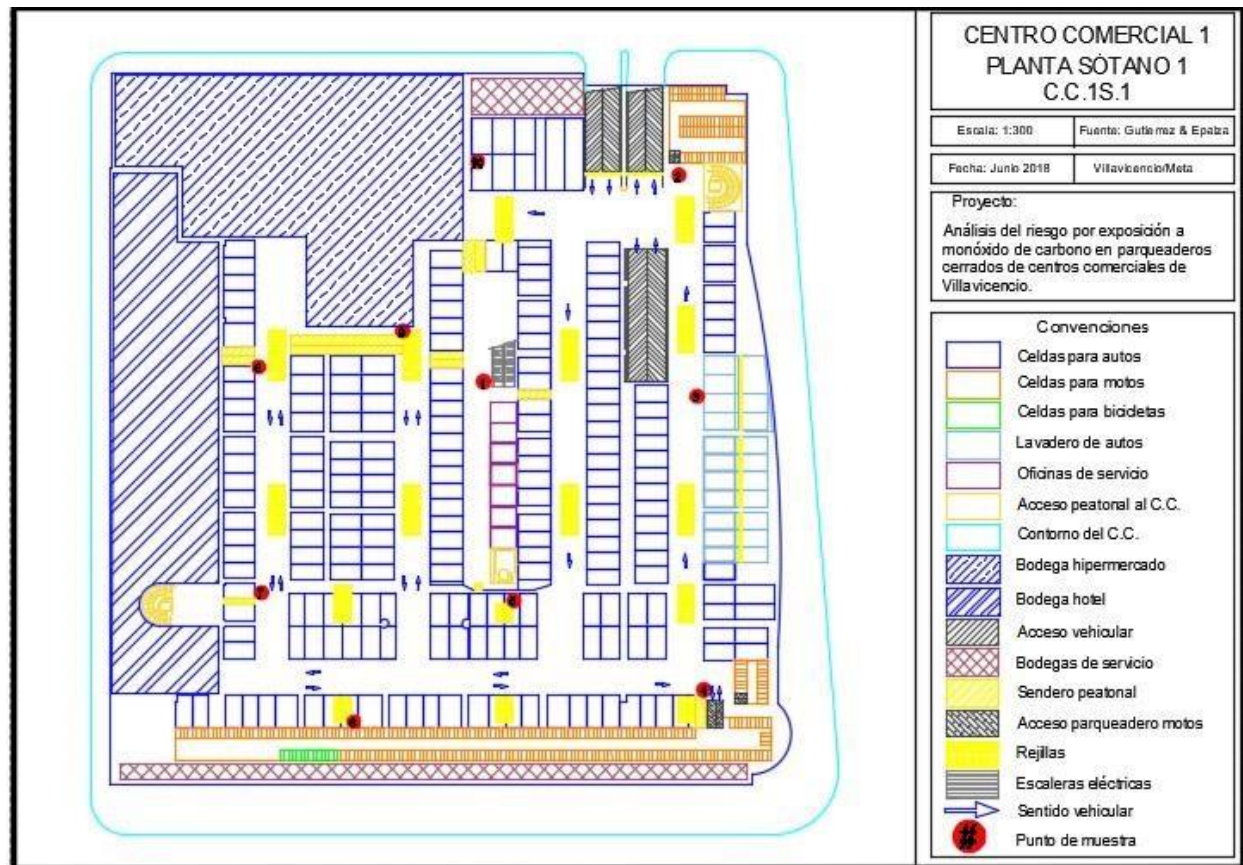 CENTRO COMERCIAL 1
PLANTA SÓTANO 1
C.C.1S.1
Escala: 1:300
Fuente: Gutierrez & Epalza
Fecha: Junio 2018
Villavicencio/Meta
Proyecto:
Análisis del riesgo por exposición a
monóxido de carbono en parqueaderos
cerrados de centros comerciales de
Villavicencio.
Convenciones
Celdas para autos
Celdas para motos
Celdas para bicicletas
Lavadero de autos
Oficinas de servicio
Acceso peatonal al C.C.
Contorno del C.C.
Bodega hipermercado
Bodega hotel
Acceso vehicular
Bodegas de servicio
Sendero peatonal
Acceso parqueadero motos
Rejillas
Escaleras eléctricas
Sentido vehicular
Punto de muestra